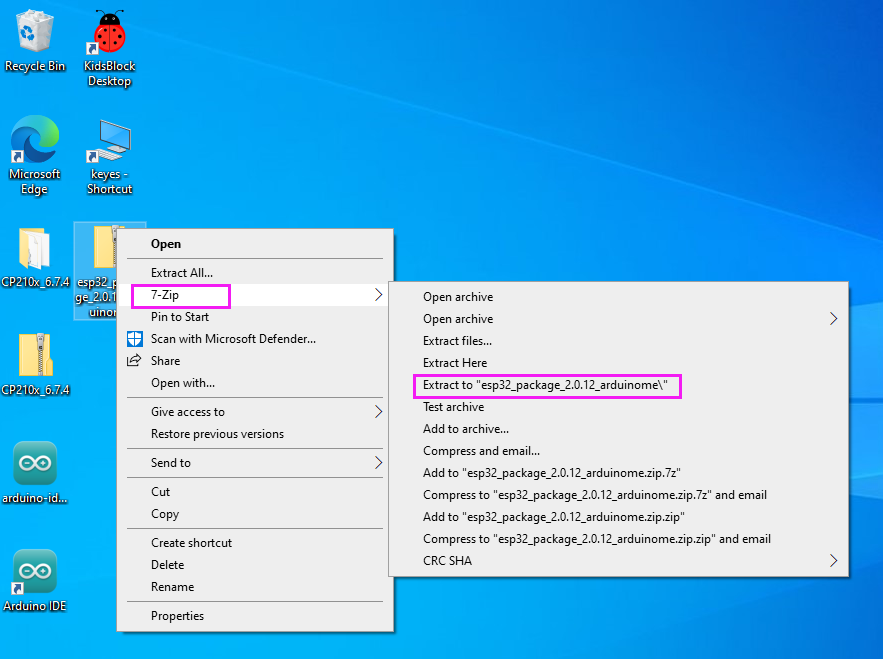 Recycle Bin
KidsBlock
Desktop
Microsoft
Edge
keyes -
Shortcut
CP210x_6.7.4
esp32_p
ge_2.0.1
uinom
CP210x_6.7.4
arduino-id...
Arduino IDE
Open
Extract All...
7-Zip
Pin to Start
Scan with Microsoft Defender...
Share
Open with...
Give access to
Restore previous versions
Send to
Cut
Copy
Create shortcut
Delete
Rename
Properties
Open archive
Open archive
Extract files...
Extract Here
Extract to "esp32_package_2.0.12_arduinome\"
Test archive
Add to archive...
Compress and email...
Add to "esp32_package_2.0.12_arduinome.zip.7z"
Compress to "esp32_package_2.0.12_arduinome.zip.7z" and email
Add to "esp32_package_2.0.12_arduinome.zip.zip"
Compress to "esp32_package_2.0.12_arduinome.zip.zip" and email
CRC SHA